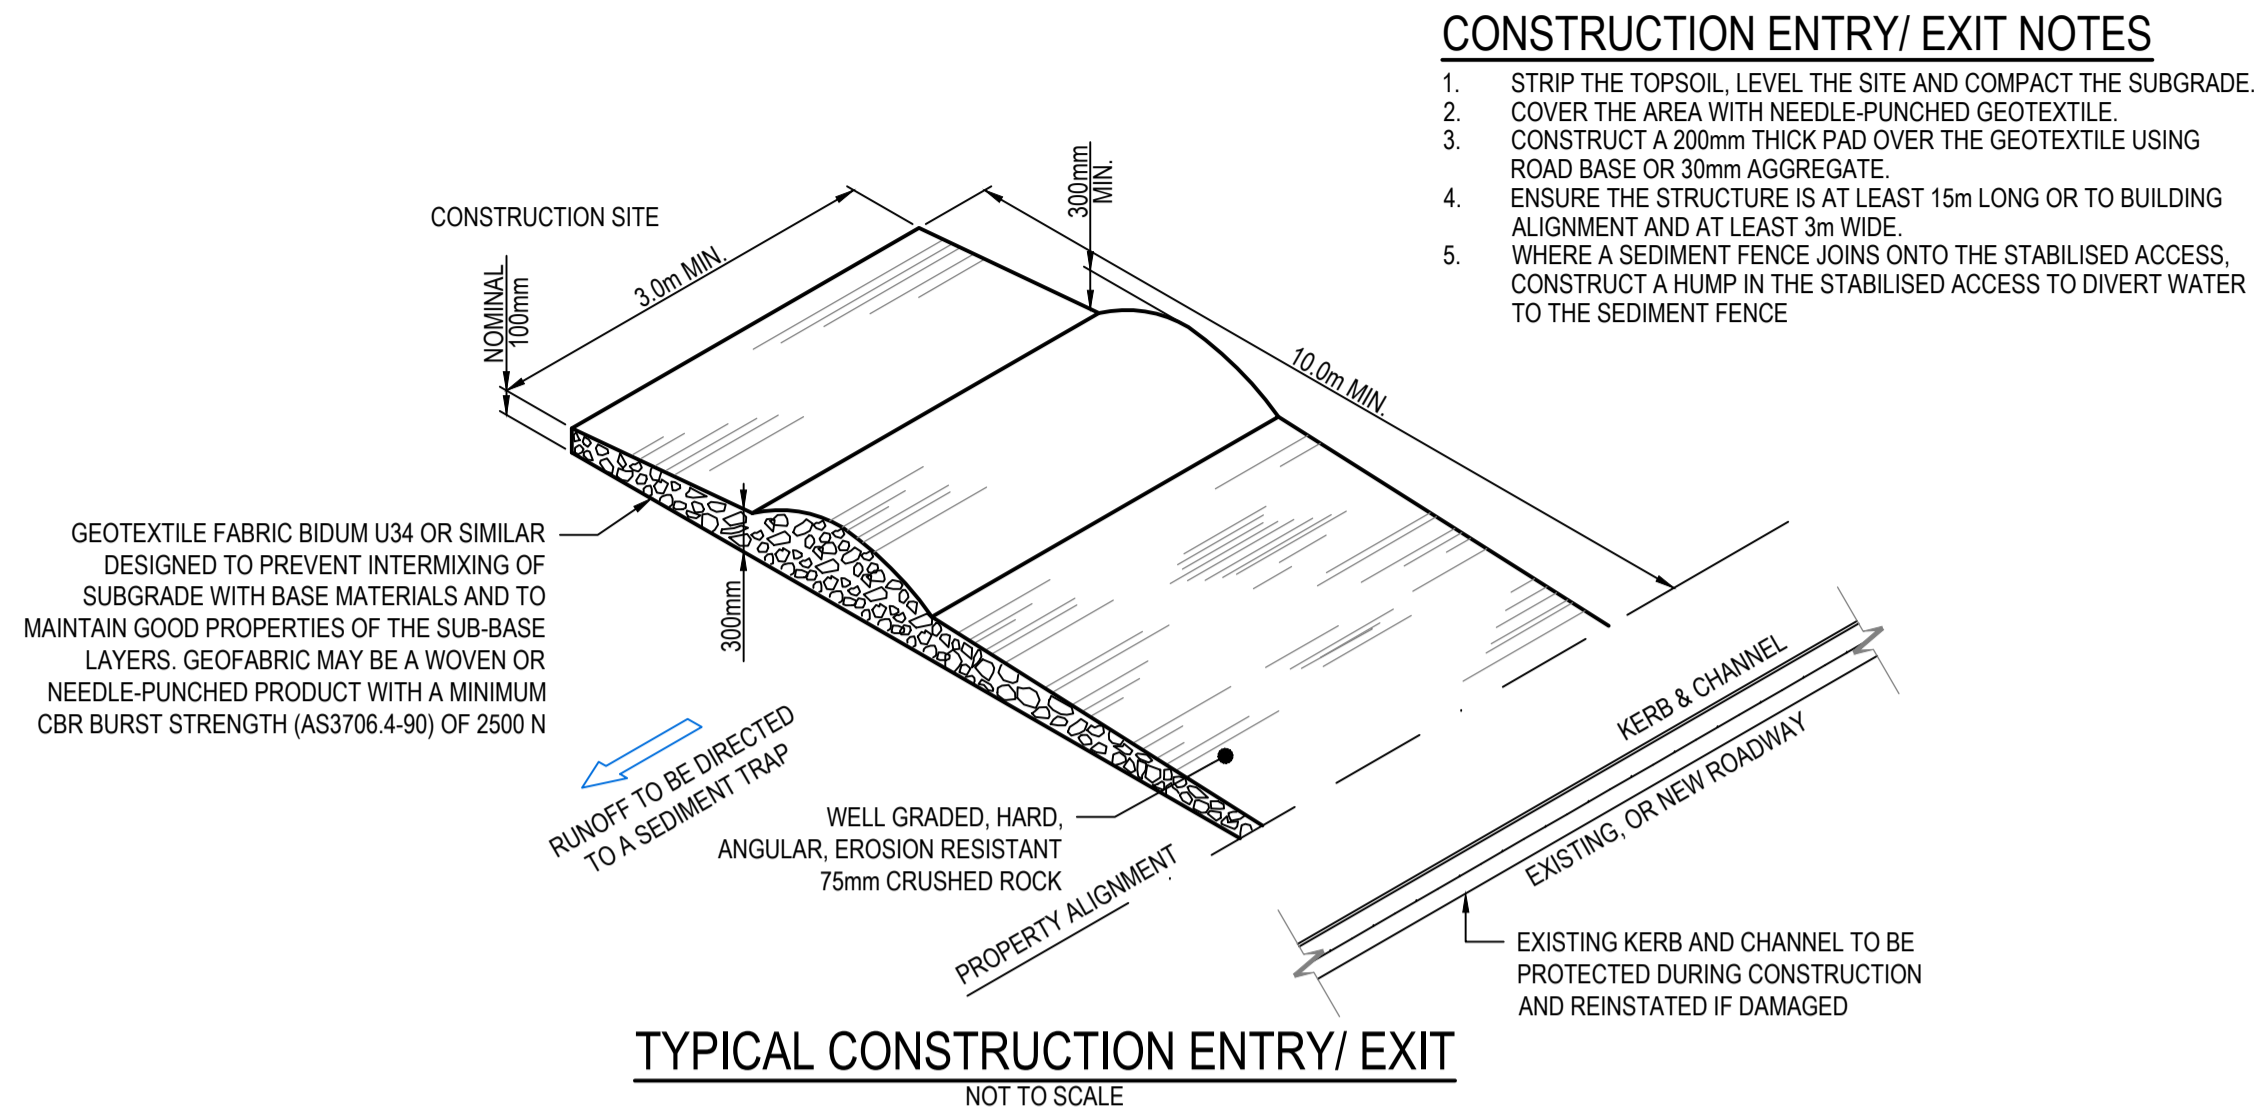 CONSTRUCTION ENTRY/ EXIT NOTES
1. STRIP THE TOPSOIL, LEVEL THE SITE AND COMPACT THE SUBGRADE.
2. COVER THE AREA WITH NEEDLE-PUNCHED GEOTEXTILE.
3. CONSTRUCT A 200mm THICK PAD OVER THE GEOTEXTILE USING
ROAD BASE OR 30mm AGGREGATE.
4. ENSURE THE STRUCTURE IS AT LEAST 15m LONG OR TO BUILDING
ALIGNMENT AND AT LEAST 3m WIDE.
5. WHERE A SEDIMENT FENCE JOINS ONTO THE STABILISED ACCESS,
CONSTRUCT A HUMP IN THE STABILISED ACCESS TO DIVERT WATER
TO THE SEDIMENT FENCE
CONSTRUCTION SITE
NOMINAL
100mm
3.0m MIN.
300mm
MIN.
10.0m MIN.
GEOTEXTILE FABRIC BIDUM U34 OR SIMILAR
DESIGNED TO PREVENT INTERMIXING OF
SUBGRADE WITH BASE MATERIALS AND TO
MAINTAIN GOOD PROPERTIES OF THE SUB-BASE
LAYERS. GEOFABRIC MAY BE A WOVEN OR
NEEDLE-PUNCHED PRODUCT WITH A MINIMUM
CBR BURST STRENGTH (AS3706.4-90) OF 2500 N
300mm
RUNOFF TO BE DIRECTED
TO A SEDIMENT TRAP
WELL GRADED, HARD,
ANGULAR, EROSION RESISTANT
75mm CRUSHED ROCK
PROPERTY ALIGNMENT
KERB & CHANNEL
EXISTING, OR NEW ROADWAY
EXISTING KERB AND CHANNEL TO BE
PROTECTED DURING CONSTRUCTION
AND REINSTATED IF DAMAGED
TYPICAL CONSTRUCTION ENTRY/ EXIT
NOT TO SCALE